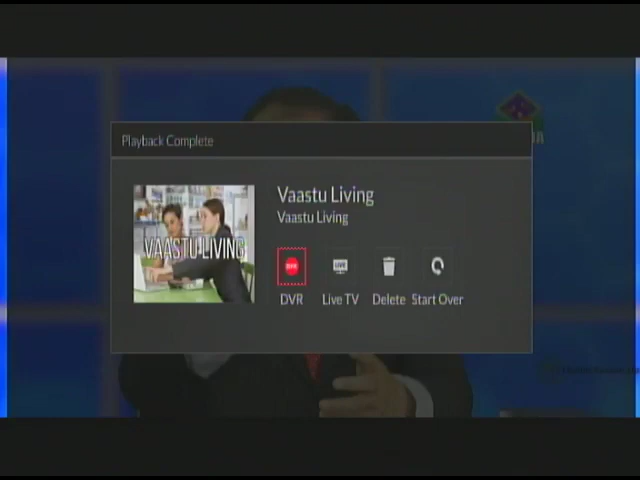 Playback Complete
VAASTU LIVING
Vaastu Living
Vaastu Living
DVR
Live TV
Delete
Start Over